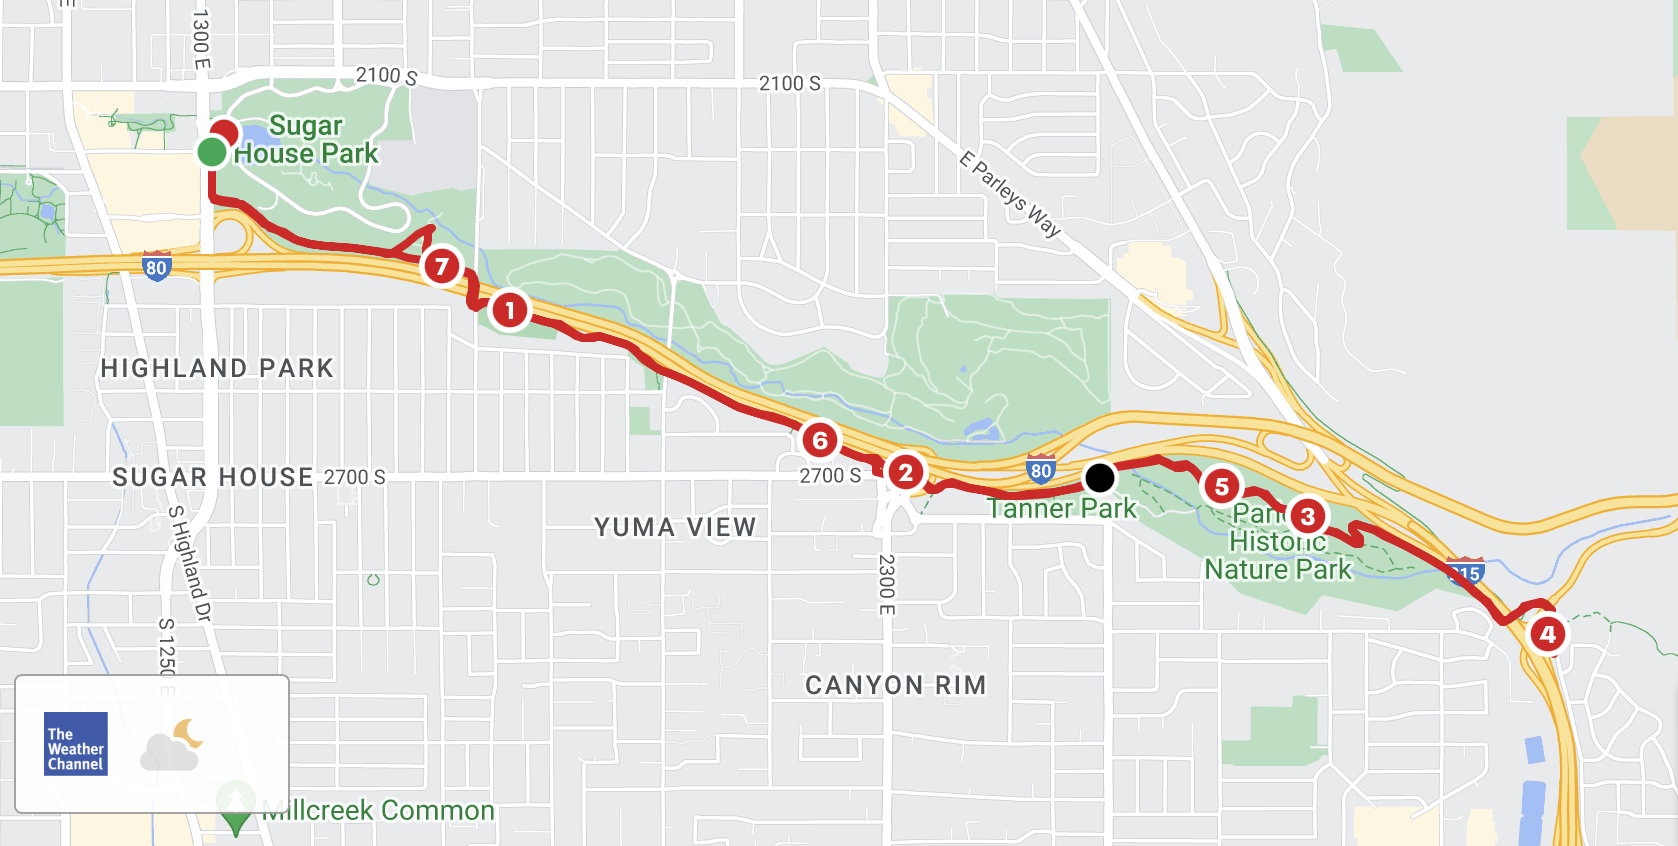 1300 E
2100 S
2100 S
Sugar
House Park
E Parleys Way
80
7
1
HIGHLAND PARK
6
2
2700 S
80
SUGAR HOUSE
2700 S
5
3
Tanner Park
Historic
Nature Park
YUMA VIEW
S Highland Dr
2300 E
4
S 1250 E
CANYON RIM
The
Weather
Channel
Millcreek Common